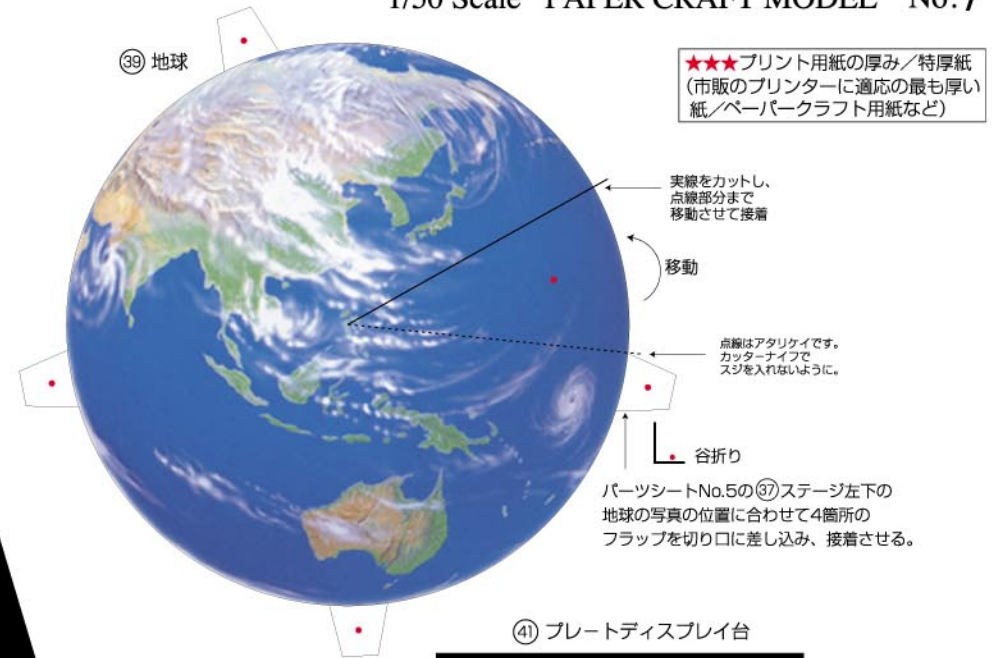 1/50 Scale "PAPER CRAFT MODEL" No.7
㊴ 地球
★★★プリント用紙の厚み／特厚紙
(市販のプリンターに適応の最も厚い
紙／ペーパークラフト用紙など)
実線をカットし、
点線部分まで
移動させて接着
移動
点線はアタリケイです。
カッターナイフで
スジを入れないように。
谷折り
パーツシートNo.5の㊲ステージ左下の
地球の写真の位置に合わせて4箇所の
フラップを切り口に差し込み、接着させる。
㊶ プレートディスプレイ台